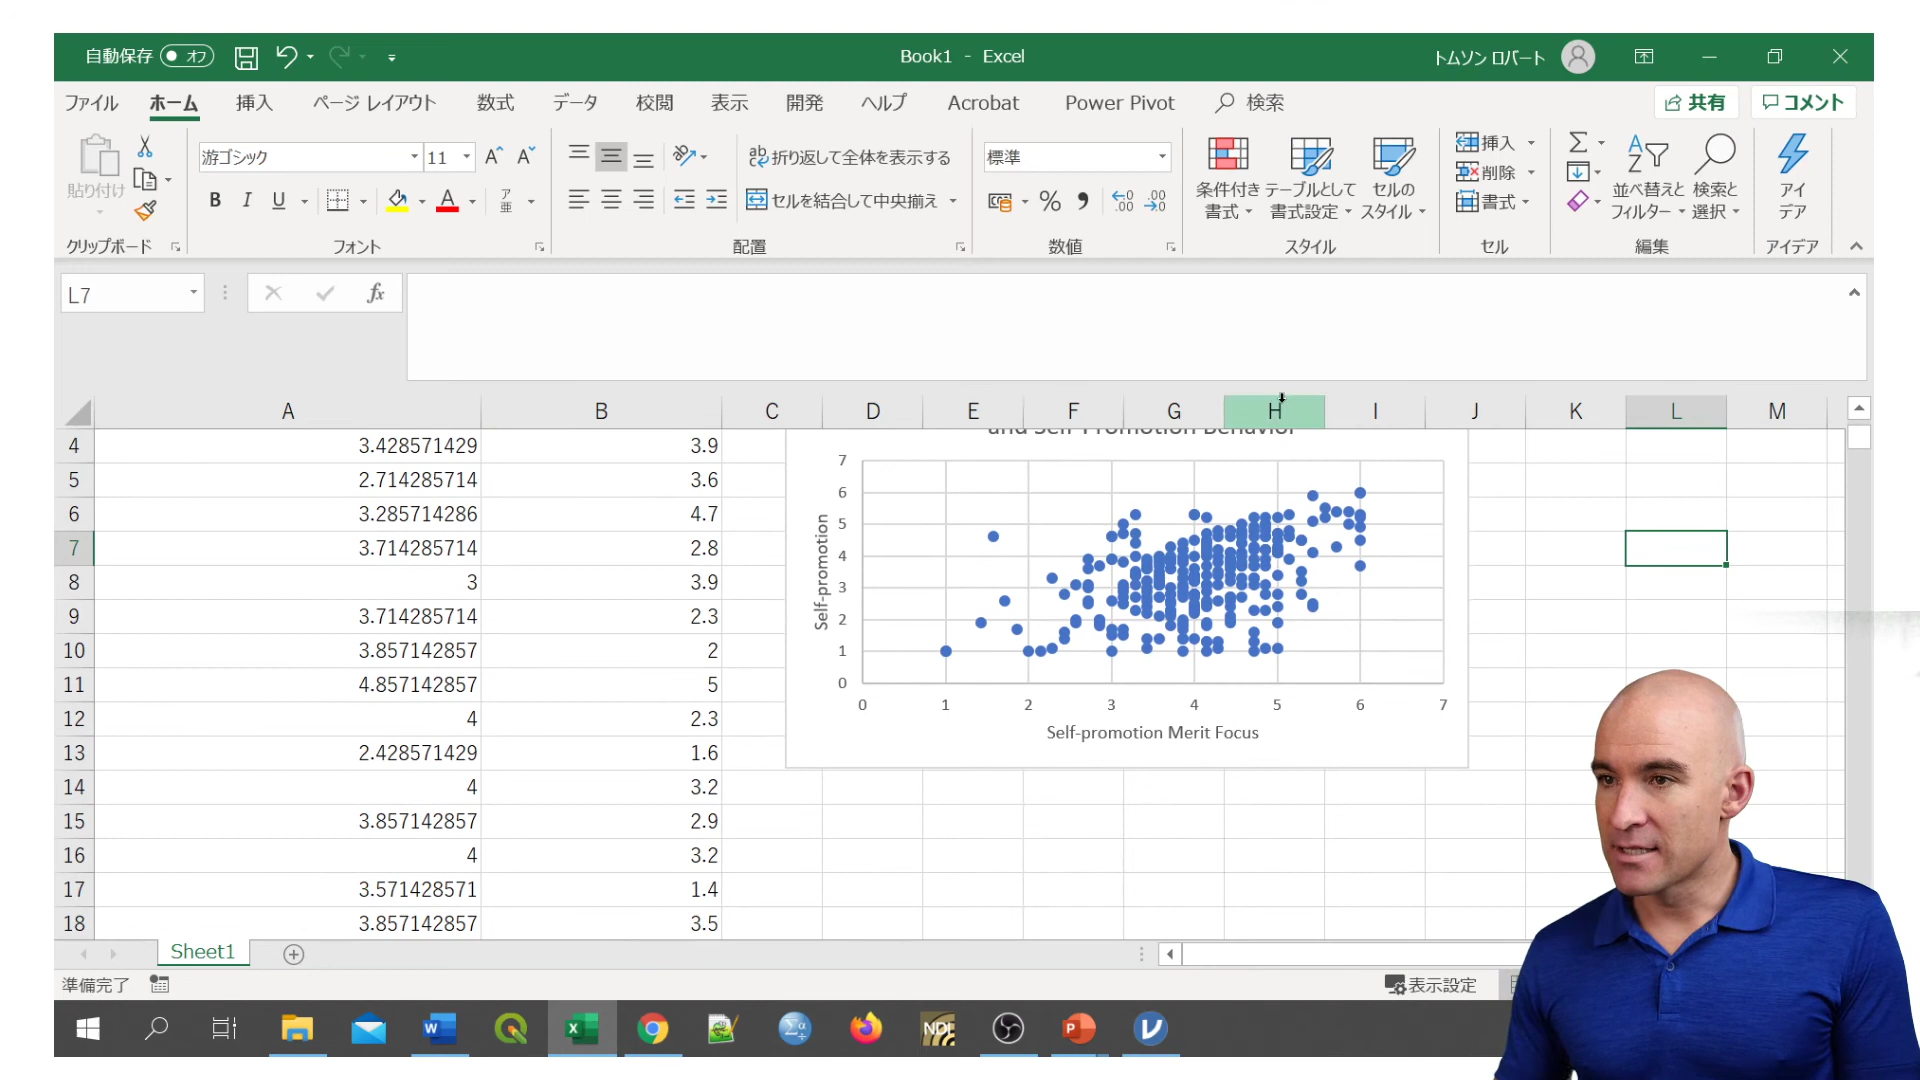 自動保存 オフ
Book1 - Excel
トムソン ロバート
ファイル ホーム 挿入 ページ レイアウト 数式 データ 校閲 表示 開発 ヘルプ Acrobat Power Pivot 検索 共有 コメント
貼り付け
クリップボード
游ゴシック 11 A A
B I U A ア亜
フォント
ab 折り返して全体を表示する
セルを結合して中央揃え
配置
標準
% , .00 .00
数値
条件付き書式
テーブルとして書式設定
セルのスタイル
スタイル
挿入
削除
書式
セル
Σ
並べ替えとフィルター
検索と選択
編集
アイデア
アイデア
L7 fx
A B C D E F G H I J K L M
4 3.428571429 3.9
5 2.714285714 3.6
6 3.285714286 4.7
7 3.714285714 2.8
8 3 3.9
9 3.714285714 2.3
10 3.857142857 2
11 4.857142857 5
12 4 2.3
13 2.428571429 1.6
14 4 3.2
15 3.857142857 2.9
16 4 3.2
17 3.571428571 1.4
18 3.857142857 3.5
and Self-Promotion Behavior
Self-promotion
7
6
5
4
3
2
1
0
0 1 2 3 4 5 6 7
Self-promotion Merit Focus
Sheet1
準備完了
表示設定
W X Σα NDI P V